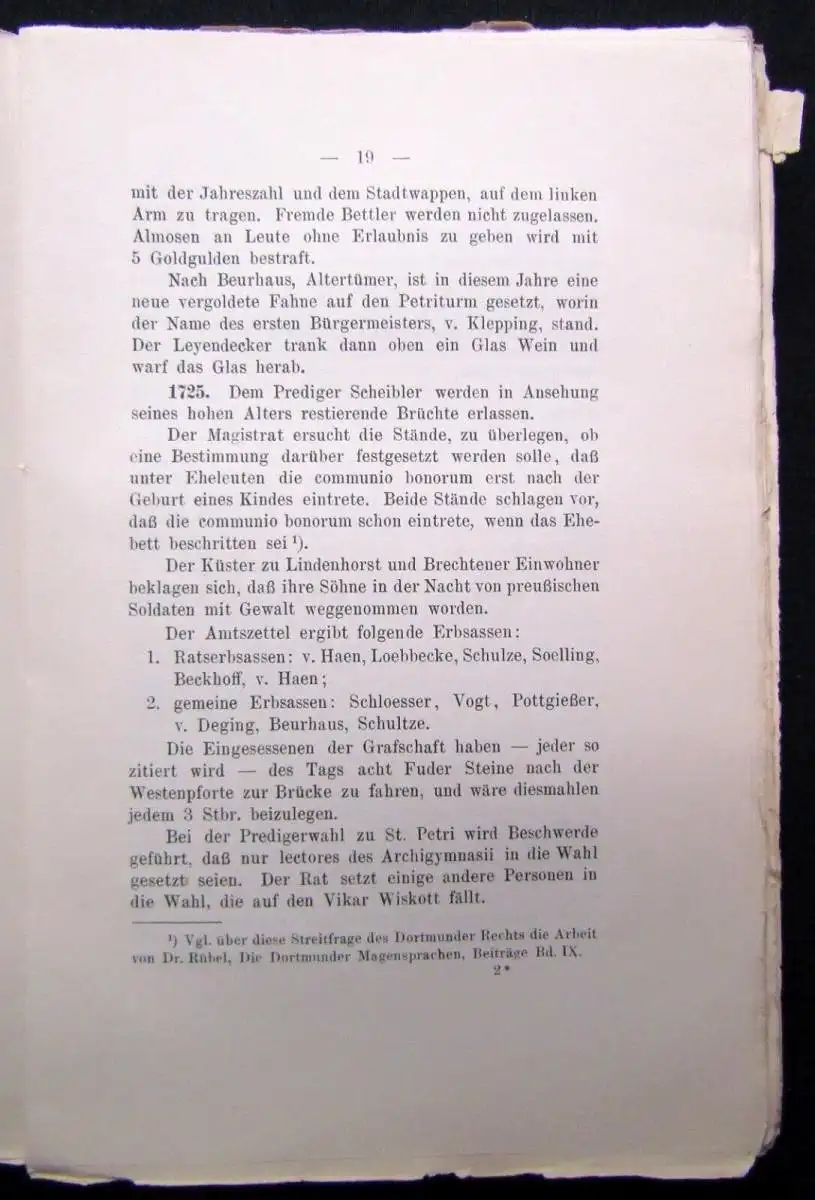 — 19 —
mit der Jahreszahl und dem Stadtwappen, auf dem linken
Arm zu tragen. Fremde Bettler werden nicht zugelassen.
Almosen an Leute ohne Erlaubnis zu geben wird mit
5 Goldgulden bestraft.
Nach Beurhaus, Altertümer, ist in diesem Jahre eine
neue vergoldete Fahne auf den Petriturm gesetzt, worin
der Name des ersten Bürgermeisters, v. Klepping, stand.
Der Leyendecker trank dann oben ein Glas Wein und
warf das Glas herab.
1725. Dem Prediger Scheibler werden in Ansehung
seines hohen Alters restierende Brüchte erlassen.
Der Magistrat ersucht die Stände, zu überlegen, ob
eine Bestimmung darüber festgesetzt werden solle, daß
unter Eheleuten die communio bonorum erst nach der
Geburt eines Kindes eintrete. Beide Stände schlagen vor,
daß die communio bonorum schon eintrete, wenn das Ehe-
bett beschritten sei ¹).
Der Küster zu Lindenhorst und Brechtener Einwohner
beklagen sich, daß ihre Söhne in der Nacht von preußischen
Soldaten mit Gewalt weggenommen worden.
Der Amtszettel ergibt folgende Erbsassen:
1. Ratserbsassen: v. Haen, Loebbecke, Schulze, Soelling,
Beckhoff, v. Haen;
2. gemeine Erbsassen: Schloesser, Vogt, Pottgießer,
v. Deging, Beurhaus, Schultze.
Die Eingesessenen der Grafschaft haben — jeder so
zitiert wird — des Tags acht Fuder Steine nach der
Westenpforte zur Brücke zu fahren, und wäre diesmahlen
jedem 3 Stbr. beizulegen.
Bei der Predigerwahl zu St. Petri wird Beschwerde
geführt, daß nur lectores des Archigymnasii in die Wahl
gesetzt seien. Der Rat setzt einige andere Personen in
die Wahl, die auf den Vikar Wiskott fällt.
¹) Vgl. über diese Streitfrage des Dortmunder Rechts die Arbeit
von Dr. Rübel, Die Dortmunder Magensprachen, Beiträge Bd. IX.
2*